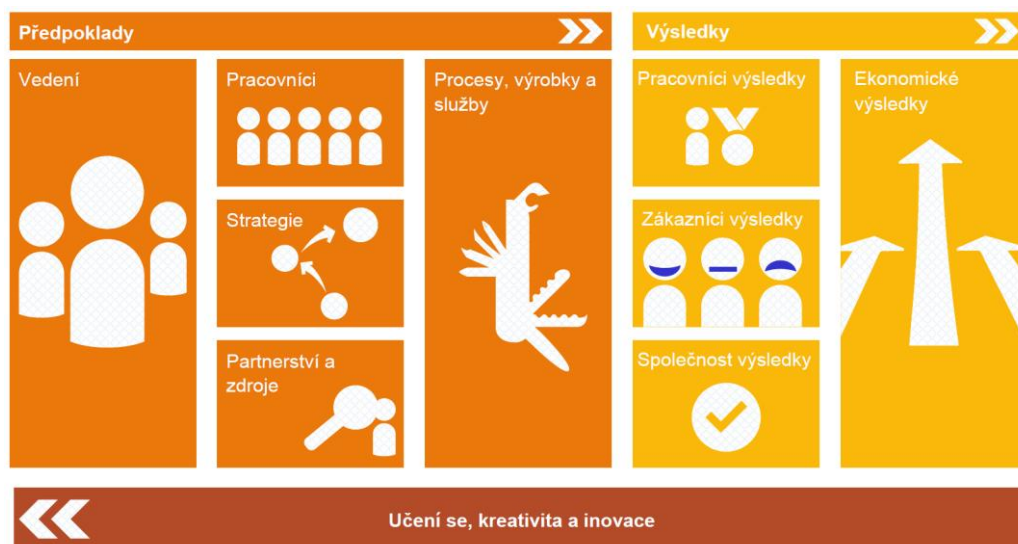 Předpoklady
Výsledky
Vedení
Pracovníci
Procesy, výrobky a
služby
Pracovníci výsledky
Ekonomické
výsledky
Strategie
Zákazníci výsledky
Partnerství a
zdroje
Společnost výsledky
Učení se, kreativita a inovace